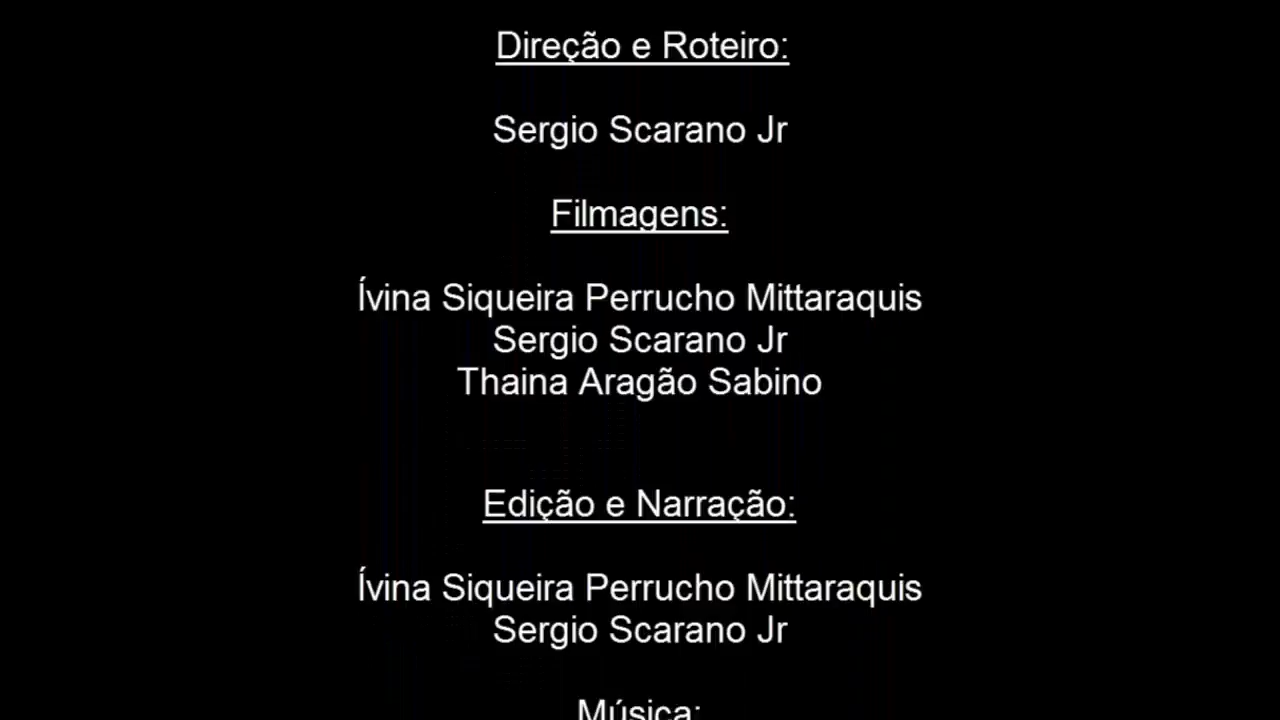 Direção e Roteiro:
Sergio Scarano Jr
Filmagens:
Ívina Siqueira Perrucho Mittaraquis
Sergio Scarano Jr
Thaina Aragão Sabino
Edição e Narração:
Ívina Siqueira Perrucho Mittaraquis
Sergio Scarano Jr
Música: